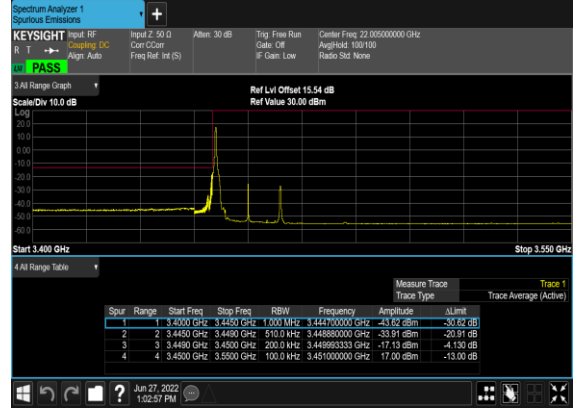 Spectrum Analyzer 1
Spurious Emissions
+
KEYSIGHT Input: RF Input Z: 50 Ω Atten: 30 dB Trig: Free Run Center Freq: 22.005000000 GHz
R T Coupling: DC Corr CCorr Gate: Off Avg|Hold: 100/100
Align: Auto Freq Ref: Int (S) IF Gain: Low Radio Std: None
PASS
3 All Range Graph
Ref Lvl Offset 15.54 dB
Scale/Div 10.0 dB Ref Value 30.00 dBm
Log
20.0
10.0
0.00
-10.0
-20.0
-30.0
-40.0
-50.0
-60.0
Start 3.400 GHz Stop 3.550 GHz
4 All Range Table
Measure Trace Trace 1
Trace Type Trace Average (Active)
Spur Range Start Freq Stop Freq RBW Frequency Amplitude ΔLimit
1 1 3.4000 GHz 3.4450 GHz 1.000 MHz 3.444700000 GHz -43.62 dBm -30.62 dB
2 2 3.4450 GHz 3.4490 GHz 510.0 kHz 3.448880000 GHz -33.91 dBm -20.91 dB
3 3 3.4490 GHz 3.4500 GHz 200.0 kHz 3.449993333 GHz -17.13 dBm -4.130 dB
4 4 3.4500 GHz 3.5500 GHz 100.0 kHz 3.451000000 GHz 17.00 dBm -13.00 dB
? Jun 27, 2022
1:02:57 PM